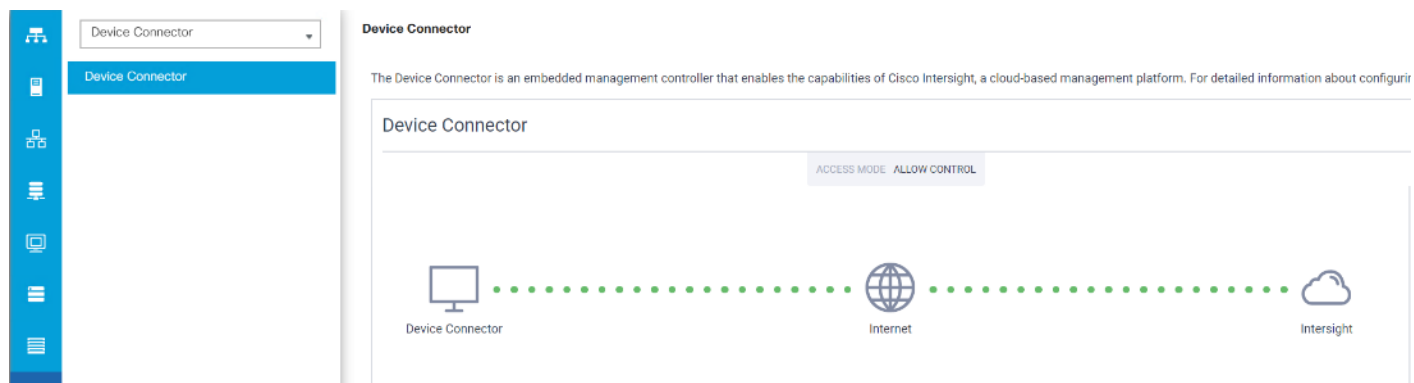 Device Connector
Device Connector
Device Connector
The Device Connector is an embedded management controller that enables the capabilities of Cisco Intersight, a cloud-based management platform. For detailed information about
Device Connector
ACCESS MODE ALLOW CONTROL
Device Connector
Internet
Intersight